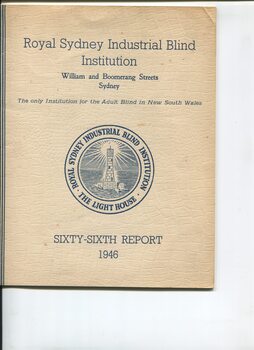 Royal Sydney Industrial Blind
Institution
William and Boomerang Streets
Sydney
The only Institution for the Adult Blind in New South Wales
ROYAL SYDNEY INDUSTRIAL BLIND INSTITUTION
THE LIGHT HOUSE
SIXTY-SIXTH REPORT
1946